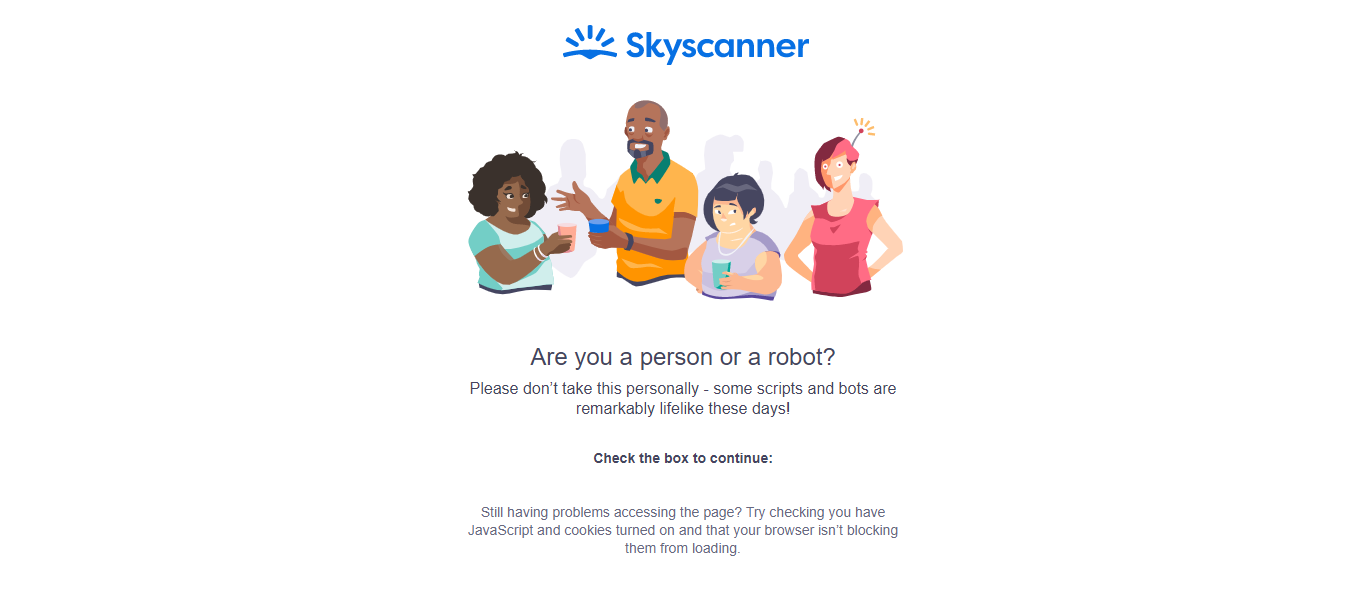 Skyscanner
Are you a person or a robot?
Please don’t take this personally - some scripts and bots are
remarkably lifelike these days!
Check the box to continue:
Still having problems accessing the page? Try checking you have
JavaScript and cookies turned on and that your browser isn’t blocking
them from loading.